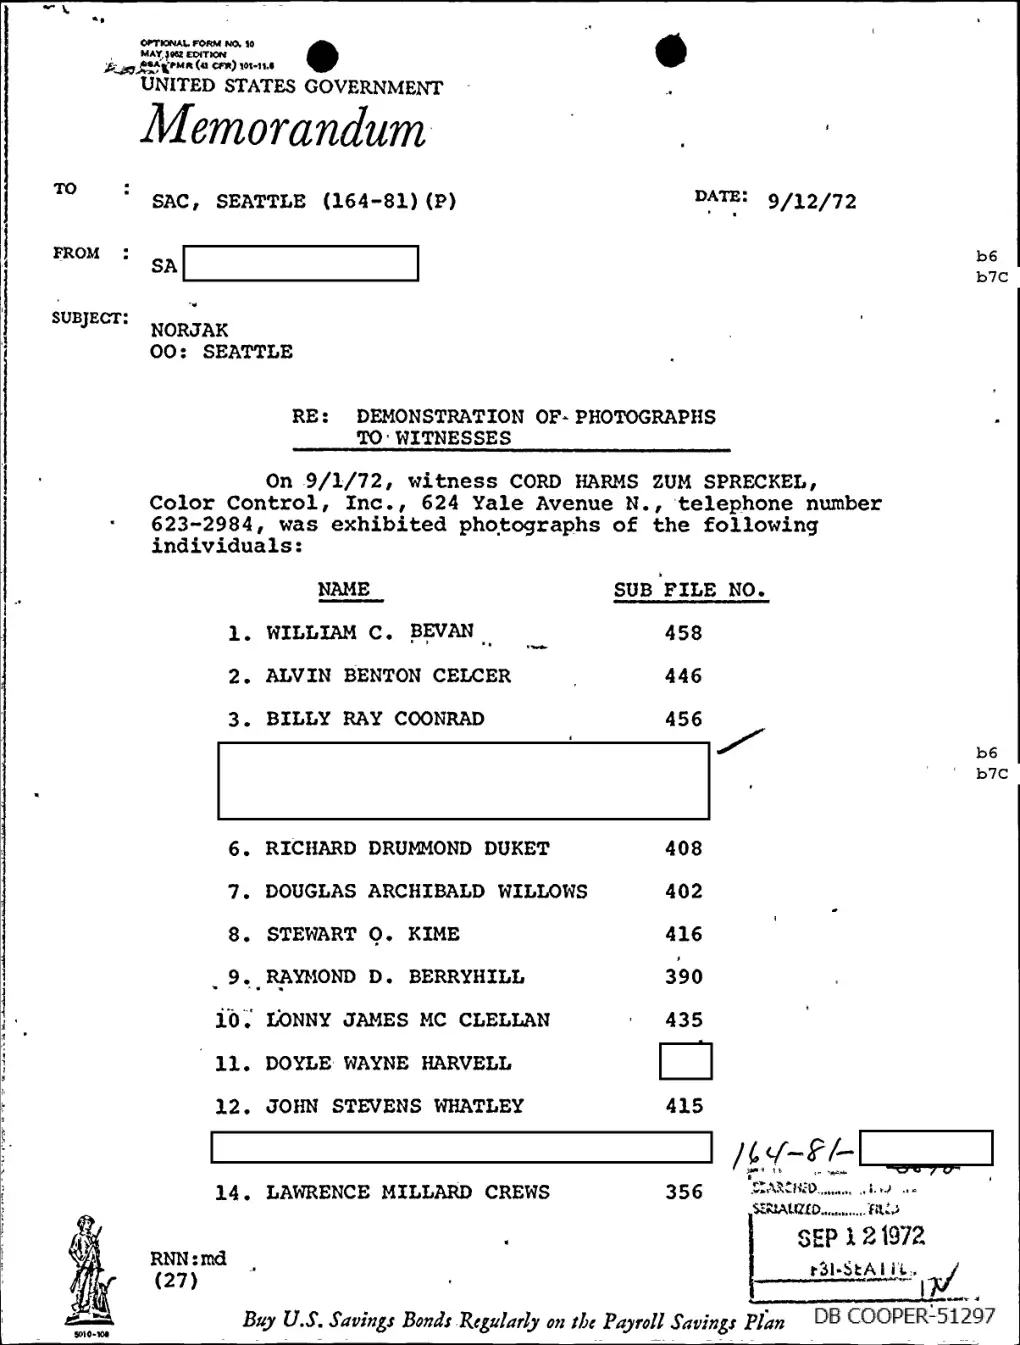 OPTIONAL FORM NO. 10
MAY 1962 EDITION
GSA FPMR (41 CFR) 101-11.6
UNITED STATES GOVERNMENT
Memorandum
TO : SAC, SEATTLE (164-81)(P) DATE: 9/12/72
FROM : SA
b6
b7C
SUBJECT: NORJAK
OO: SEATTLE
RE: DEMONSTRATION OF PHOTOGRAPHS
TO WITNESSES
On 9/1/72, witness CORD HARMS ZUM SPRECKEL,
Color Control, Inc., 624 Yale Avenue N., telephone number
623-2984, was exhibited photographs of the following
individuals:
NAME SUB FILE NO.
1. WILLIAM C. BEVAN 458
2. ALVIN BENTON CELCER 446
3. BILLY RAY COONRAD 456
b6
b7C
6. RICHARD DRUMMOND DUKET 408
7. DOUGLAS ARCHIBALD WILLOWS 402
8. STEWART O. KIME 416
9. RAYMOND D. BERRYHILL 390
10. LONNY JAMES MC CLELLAN 435
11. DOYLE WAYNE HARVELL
12. JOHN STEVENS WHATLEY 415
164-81-
14. LAWRENCE MILLARD CREWS 356
SEARCHED
SERIALIZED FILED
SEP 12 1972
FBI-SEATTLE
RNN:md
(27)
5010-108
Buy U.S. Savings Bonds Regularly on the Payroll Savings Plan
DB COOPER-51297